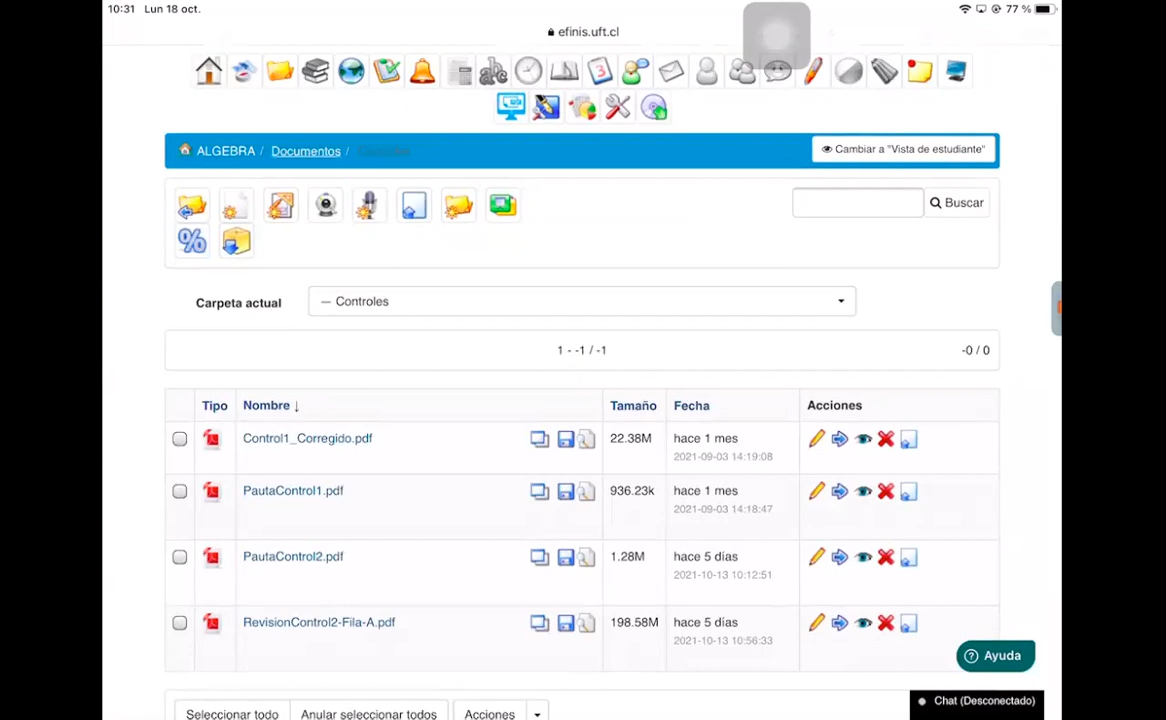 10:31 Lun 18 oct. 77 %
efinis.uft.cl
ALGEBRA / Documentos /
Cambiar a "Vista de estudiante"
Buscar
Carpeta actual — Controles
1 - -1 / -1 -0 / 0
Tipo Nombre ↓ Tamaño Fecha Acciones
Control1_Corregido.pdf 22.38M hace 1 mes
2021-09-03 14:19:08
PautaControl1.pdf 936.23k hace 1 mes
2021-09-03 14:18:47
PautaControl2.pdf 1.28M hace 5 días
2021-10-13 10:12:51
RevisionControl2-Fila-A.pdf 198.58M hace 5 días
2021-10-13 10:56:33
Ayuda
Chat (Desconectado)
Seleccionar todo Anular seleccionar todos Acciones